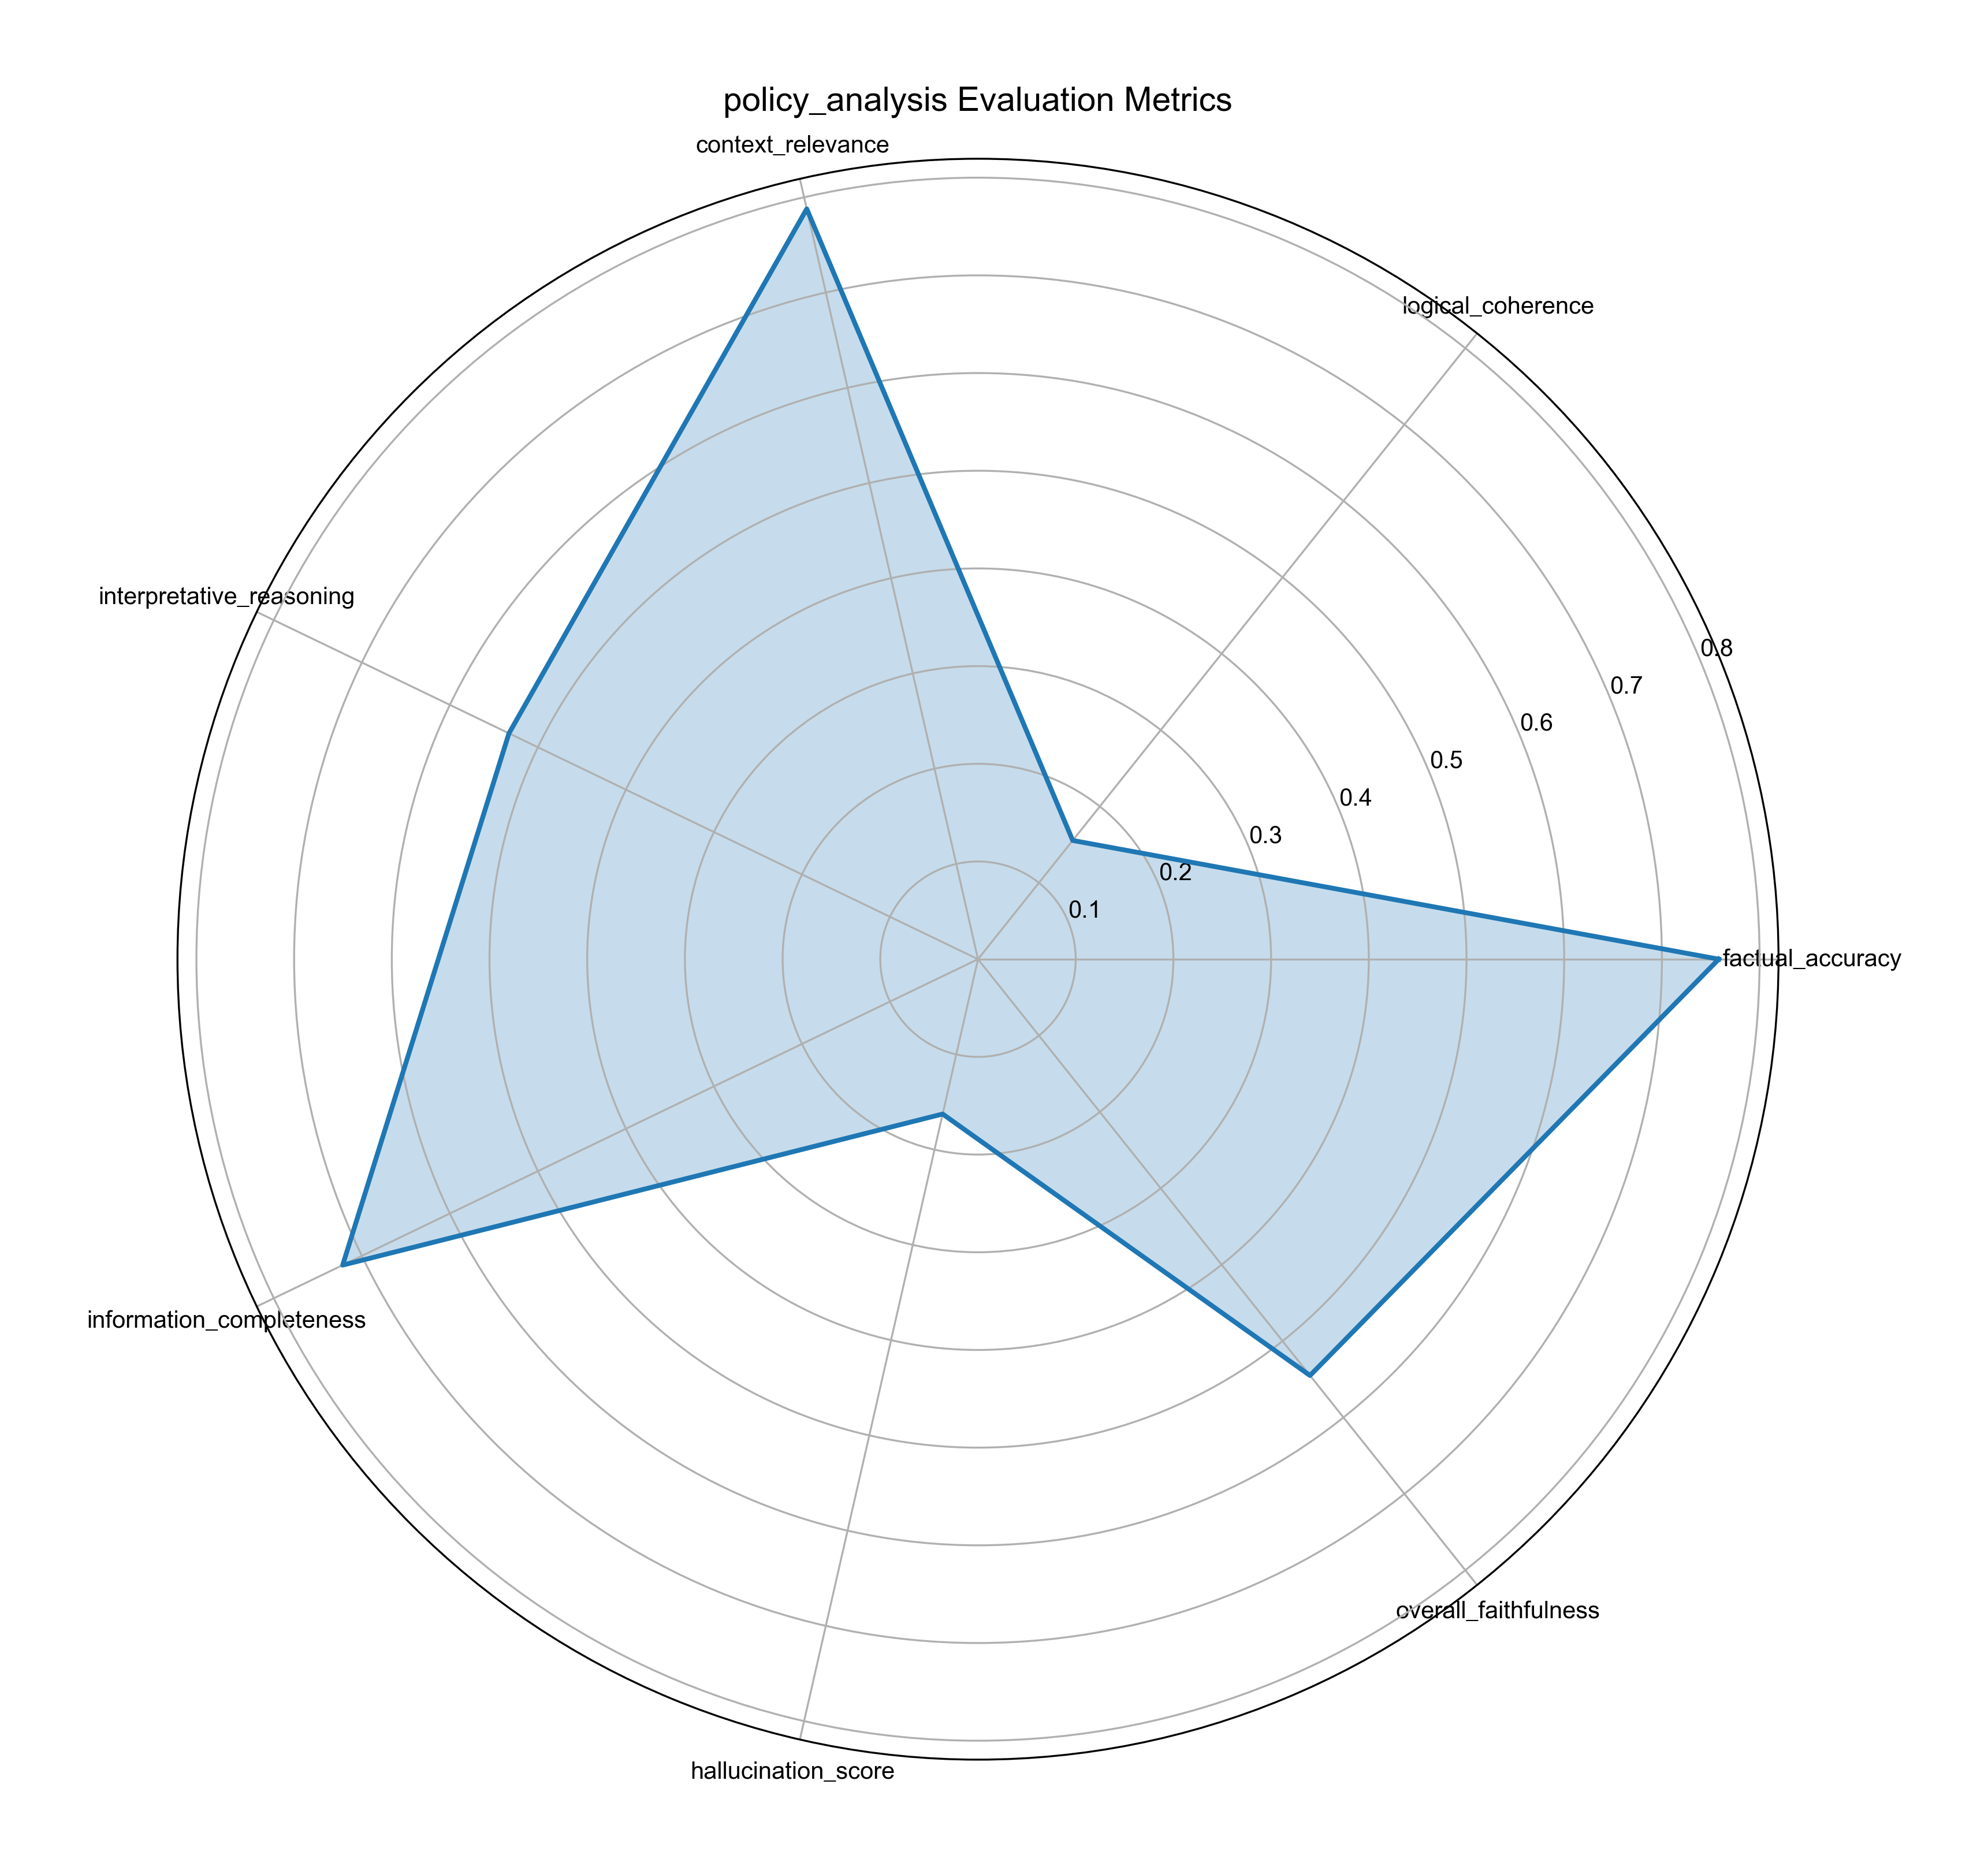 policy_analysis Evaluation Metrics
context_relevance
logical_coherence
interpretative_reasoning
0.8
0.7
0.6
0.5
0.4
0.3
0.2
0.1
factual_accuracy
information_completeness
overall_faithfulness
hallucination_score